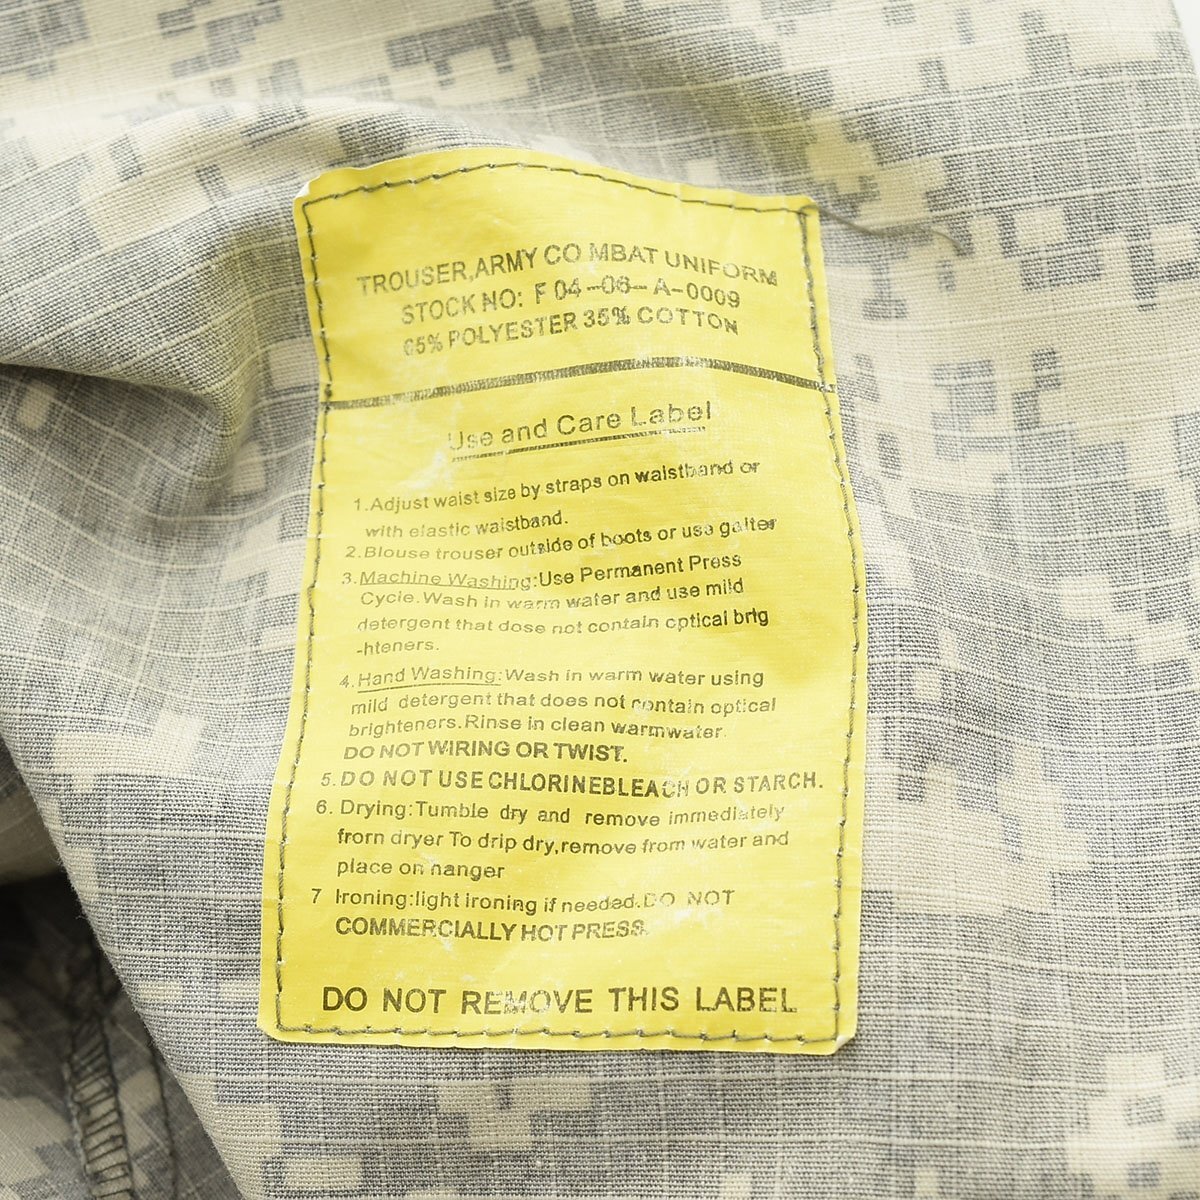 TROUSER,ARMY CO MBAT UNIFORM
STOCK NO: F 04-06-A-0009
65% POLYESTER 35% COTTON
Use and Care Label
1.Adjust waist size by straps on waistband or
with elastic waistband.
2.Blouse trouser outside of boots or use gaiter
3.Machine Washing:Use Permanent Press
Cycie.Wash in warm water and use mild
detergent that dose not contain optical brig
-hteners.
4.Hand Washing:Wash in warm water using
mild detergent that does not contain optical
brighteners.Rinse in clean warmwater.
DO NOT WIRING OR TWIST.
5.DO NOT USE CHLORINEBLEACH OR STARCH.
6. Drying:Tumble dry and remove immediately
frorn dryer To drip dry,remove from water and
place on hanger
7 Ironing:light ironing if needed.DO NOT
COMMERCIALLY HOT PRESS.
DO NOT REMOVE THIS LABEL